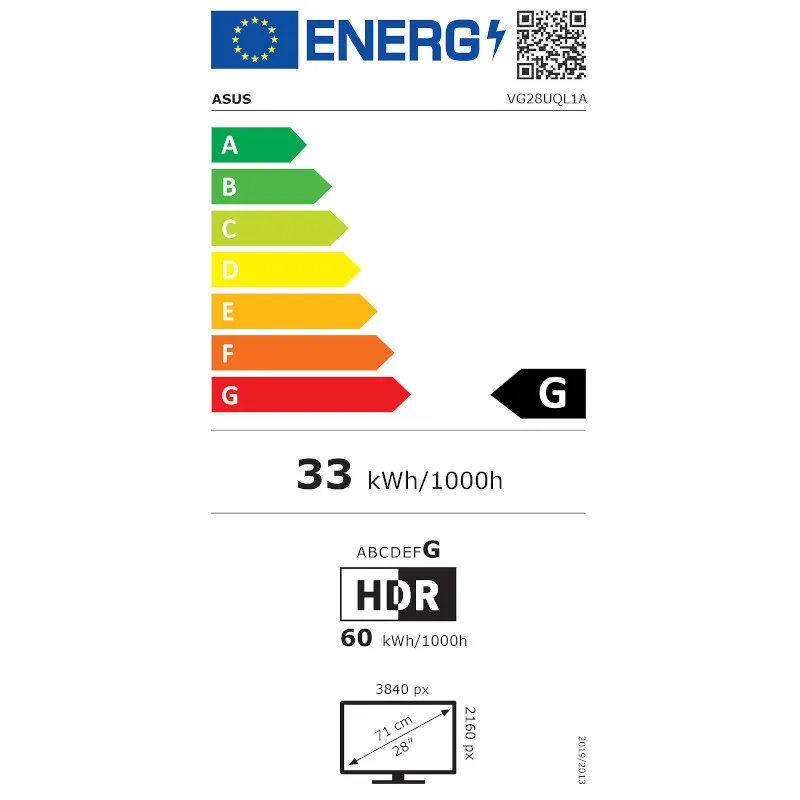 ENERG
ASUS VG28UQL1A
A
B
C
D
E
F
G
G
33 kWh/1000h
ABCDEFG
HDR
60 kWh/1000h
3840 px
2160 px
71 cm
28"
2019/2013